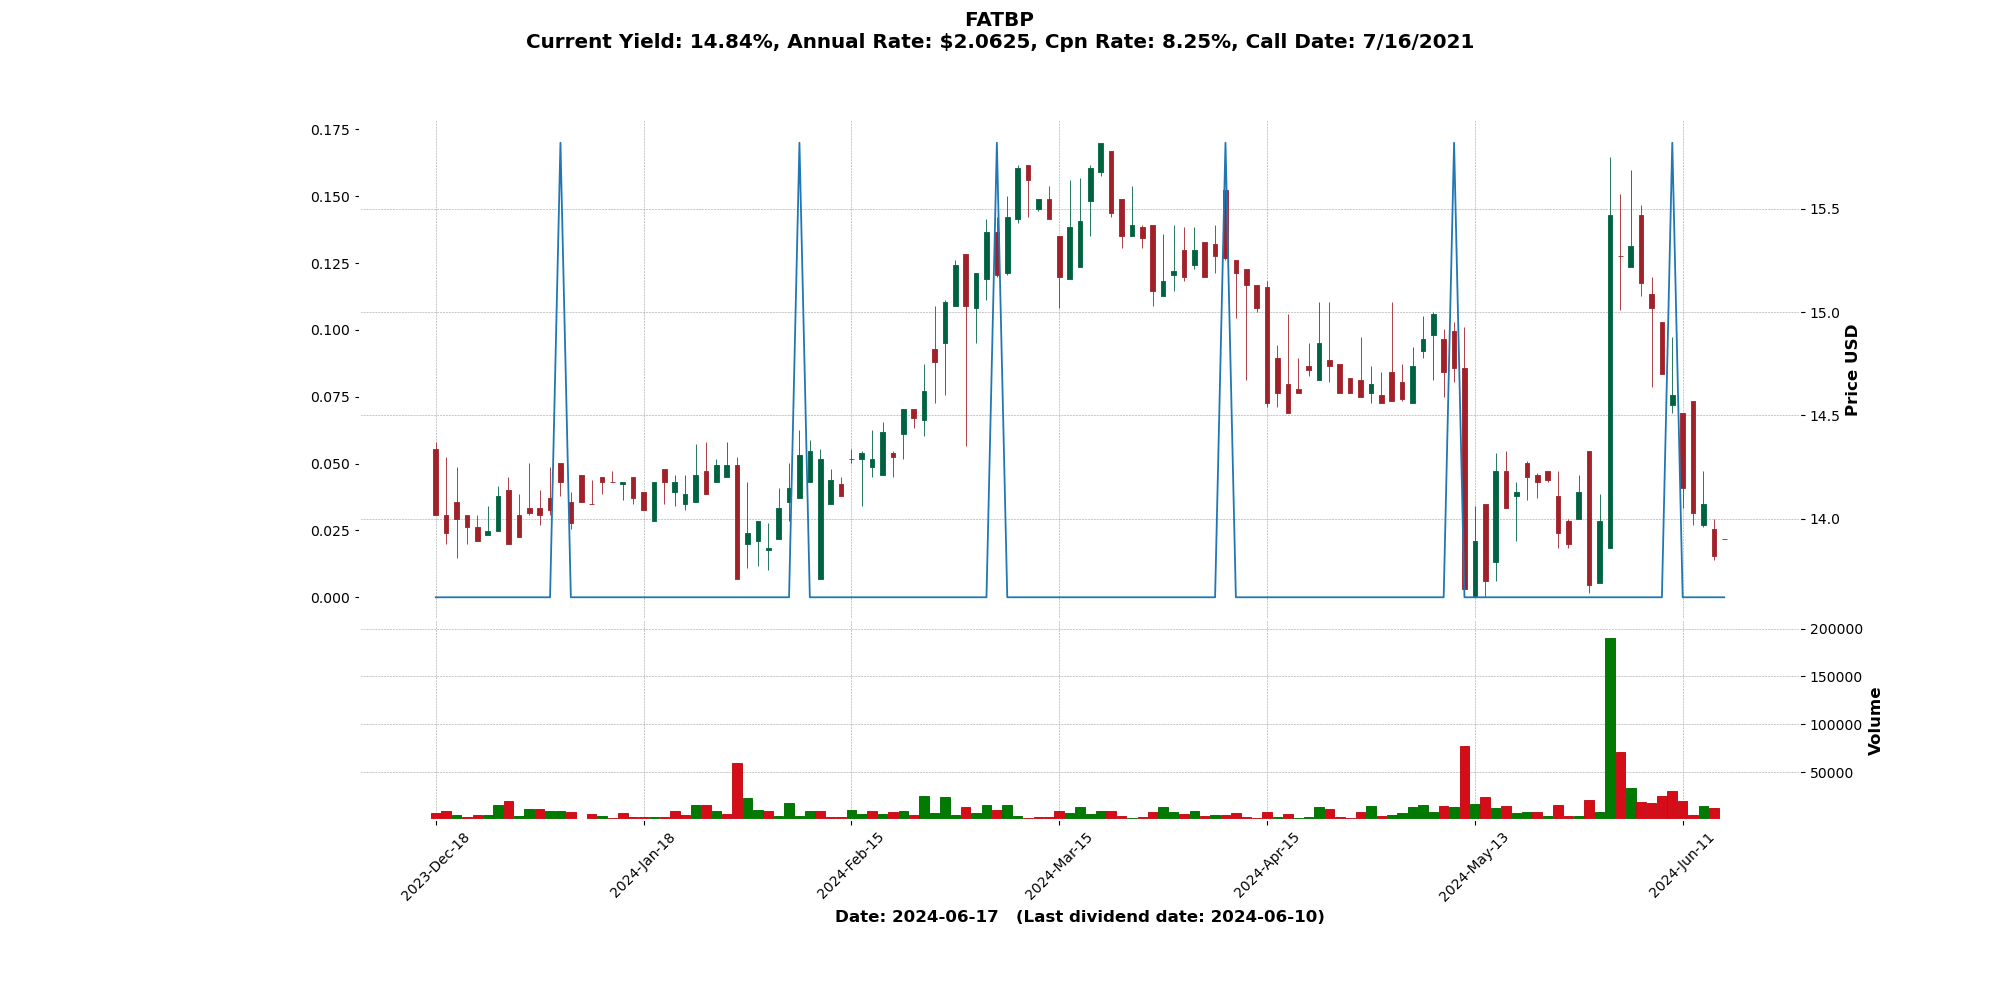 FATBP
Current Yield: 14.84%, Annual Rate: $2.0625, Cpn Rate: 8.25%, Call Date: 7/16/2021
0.175
0.150
0.125
0.100
0.075
0.050
0.025
0.000
15.5
15.0
14.5
14.0
Price USD
200000
150000
100000
50000
Volume
2023-Dec-18
2024-Jan-18
2024-Feb-15
2024-Mar-15
2024-Apr-15
2024-May-13
2024-Jun-11
Date: 2024-06-17 (Last dividend date: 2024-06-10)